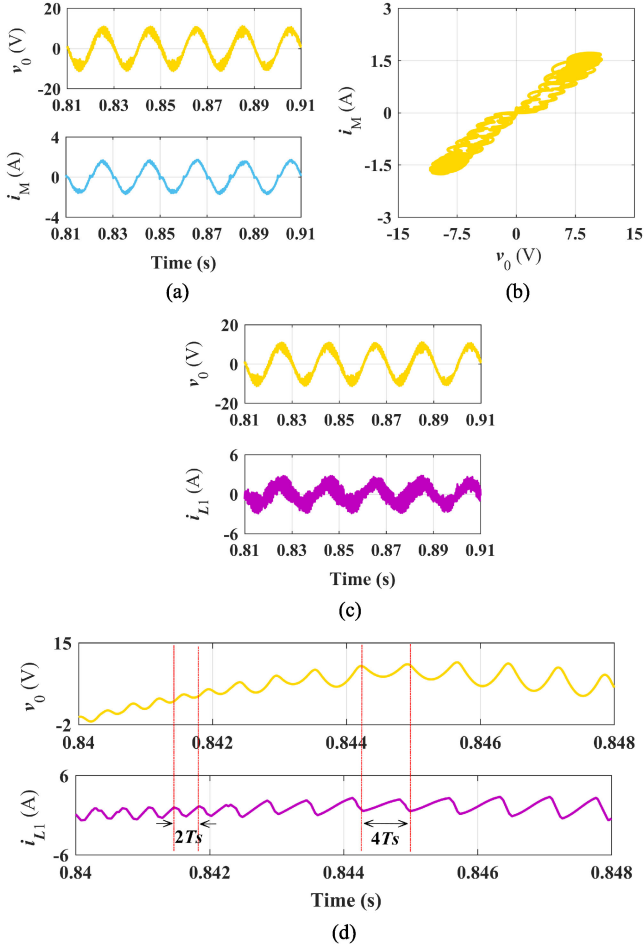 20
0
-20
v0 (V)
0.81 0.83 0.85 0.87 0.89 0.91
4
0
-4
iM (A)
0.81 0.83 0.85 0.87 0.89 0.91
Time (s)
(a)
3
1.5
0
-1.5
-3
iM (A)
-15 -7.5 0 7.5 15
v0 (V)
(b)
20
0
-20
v0 (V)
0.81 0.83 0.85 0.87 0.89 0.91
6
0
-6
iL1 (A)
0.81 0.83 0.85 0.87 0.89 0.91
Time (s)
(c)
15
-2
v0 (V)
0.84 0.842 0.844 0.846 0.848
6
-6
iL1 (A)
2Ts 4Ts
0.84 0.842 0.844 0.846 0.848
Time (s)
(d)